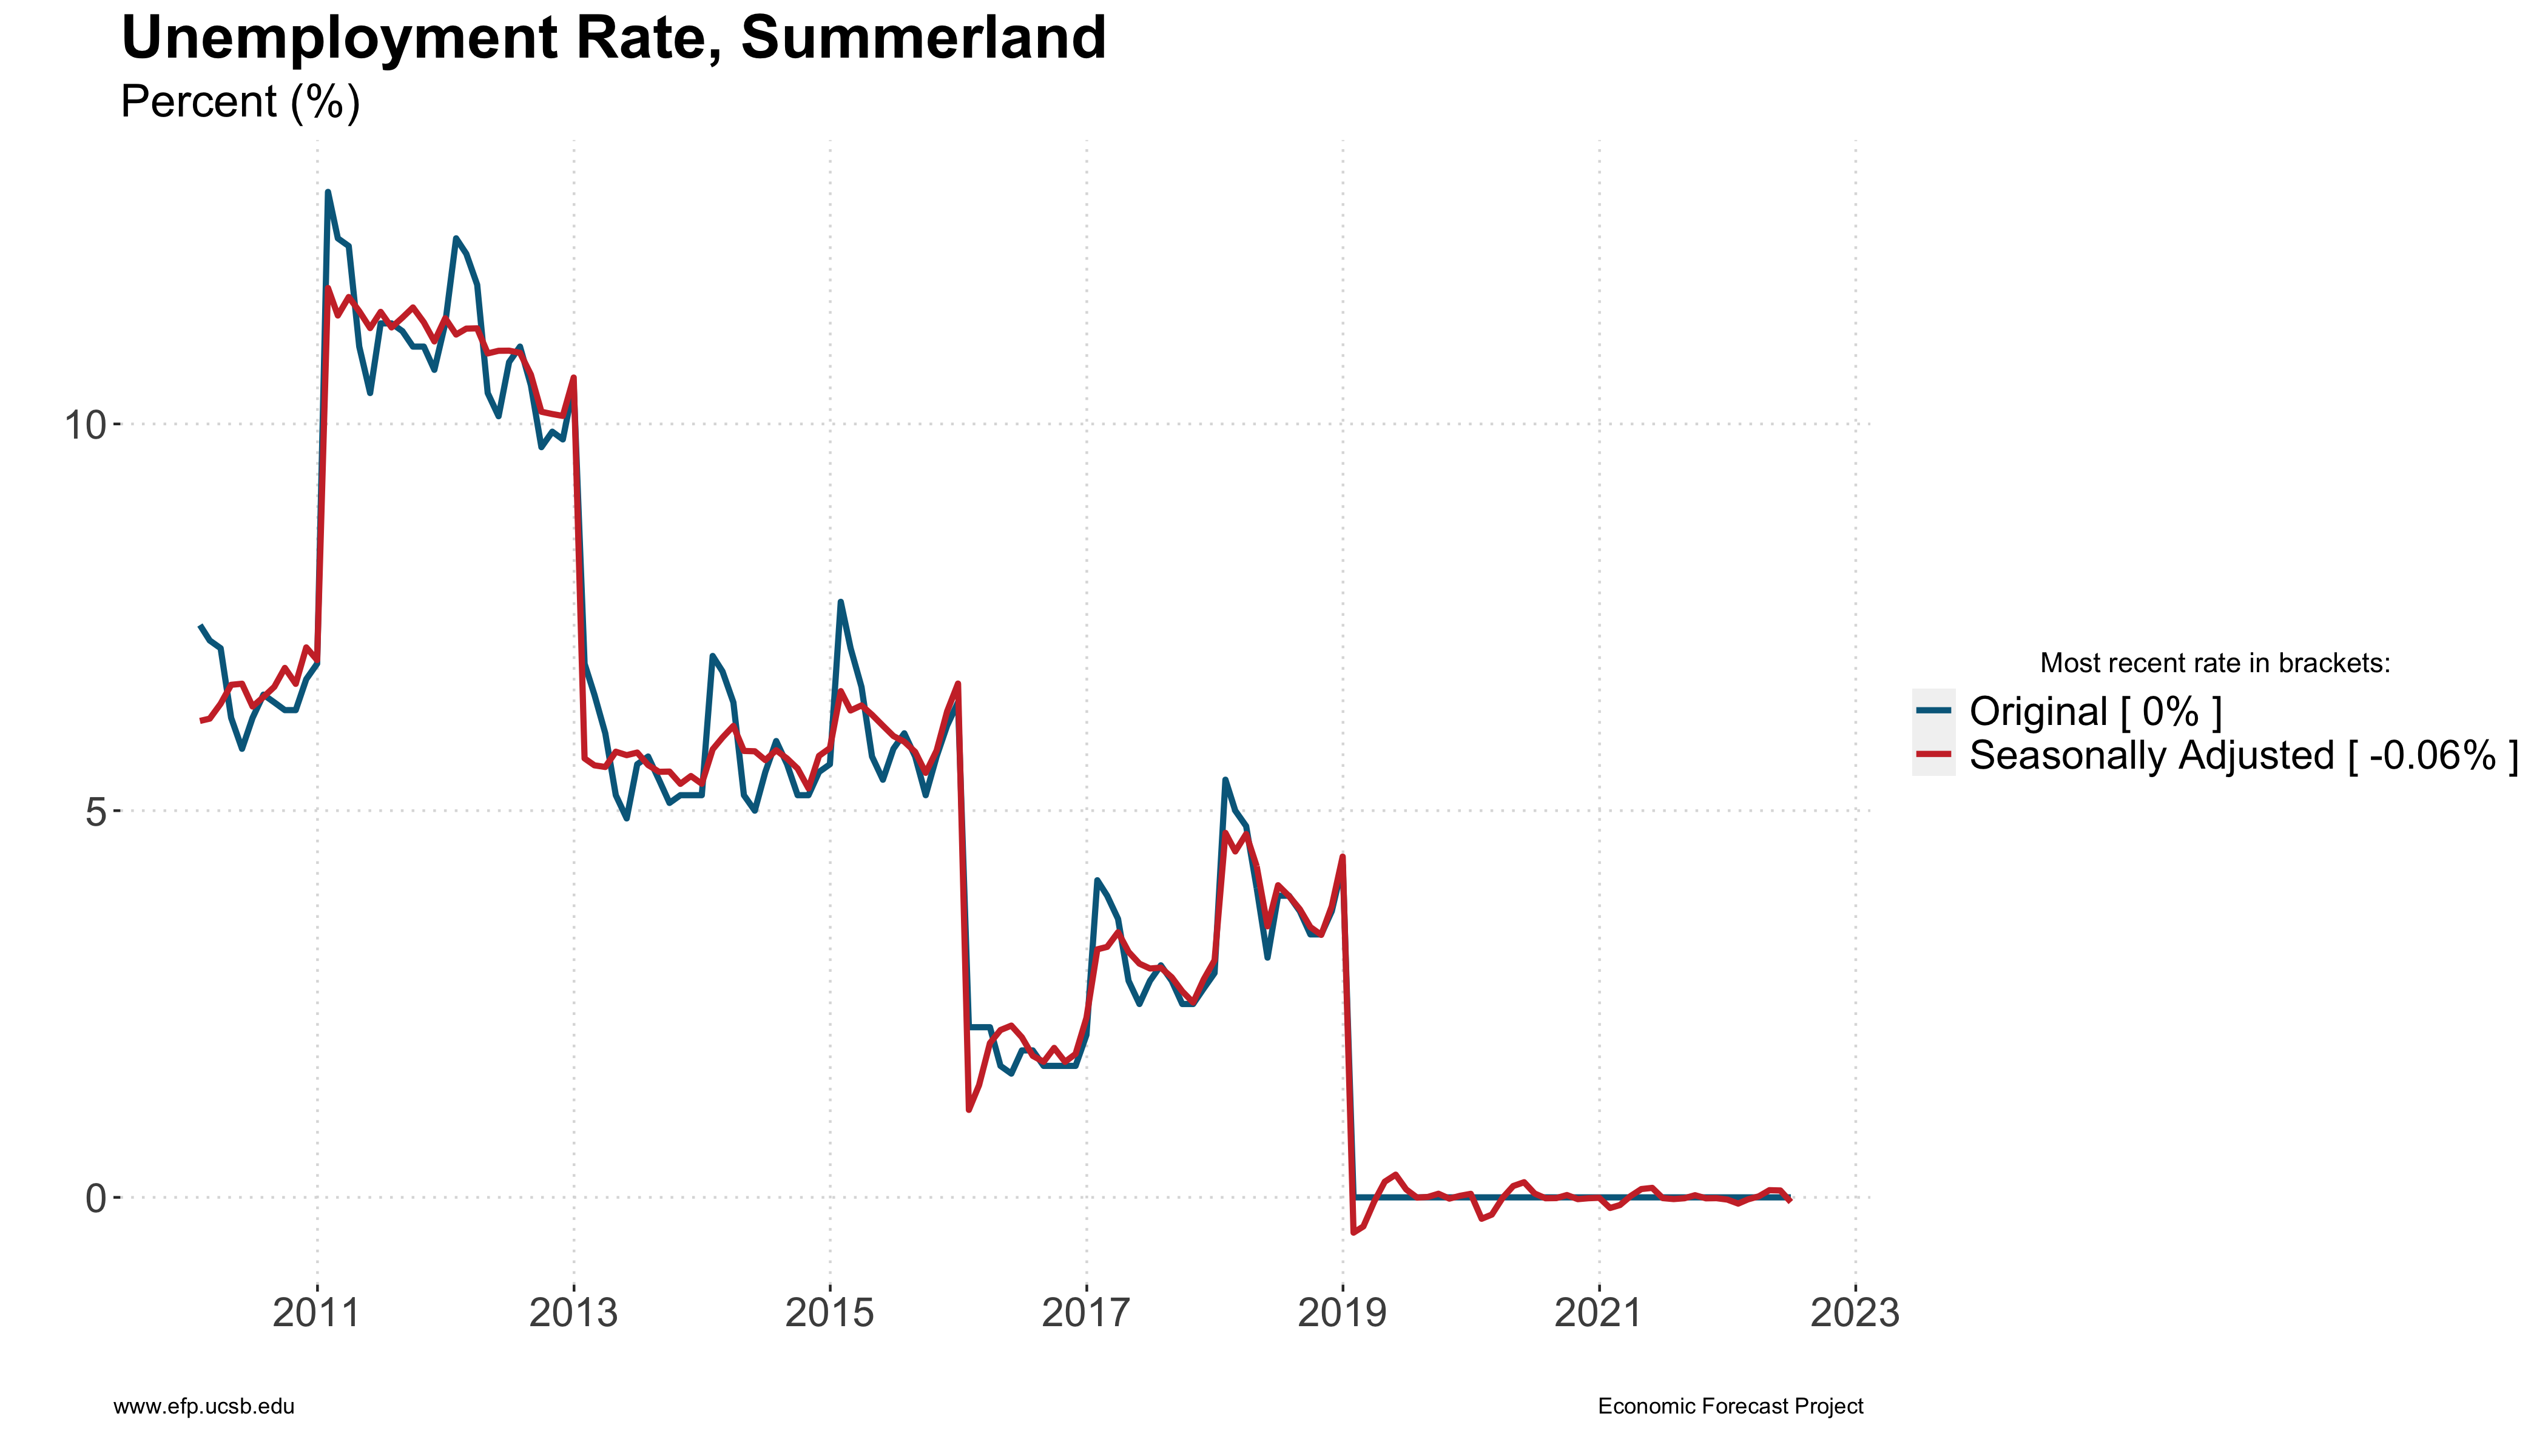 Unemployment Rate, Summerland
Percent (%)
10
5
0
2011 2013 2015 2017 2019 2021 2023
Most recent rate in brackets:
Original [ 0% ]
Seasonally Adjusted [ -0.06% ]
www.efp.ucsb.edu
Economic Forecast Project